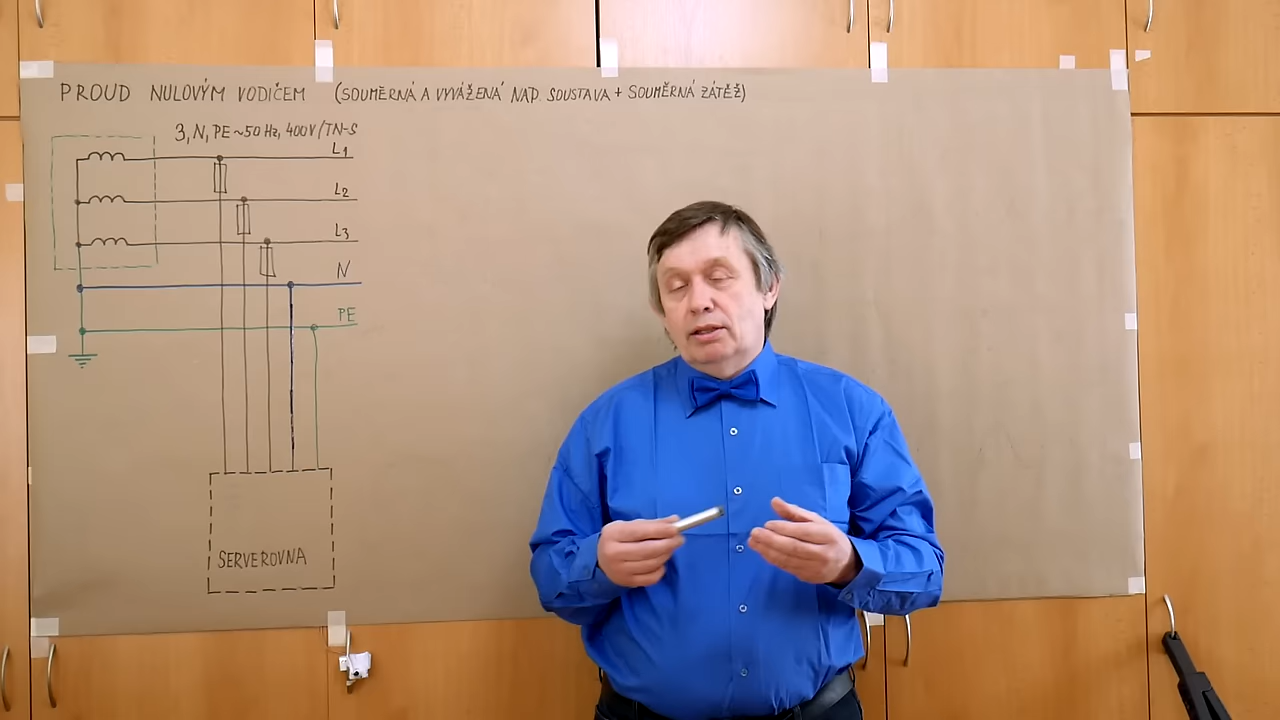 PROUD NULOVÝM VODIČEM (SOUMĚRNÁ A VYVÁŽENÁ NAP. SOUSTAVA + SOUMĚRNÁ ZÁTĚŽ)
3, N, PE ~ 50 Hz, 400V/TN-S
L1
L2
L3
N
PE
SERVEROVNA